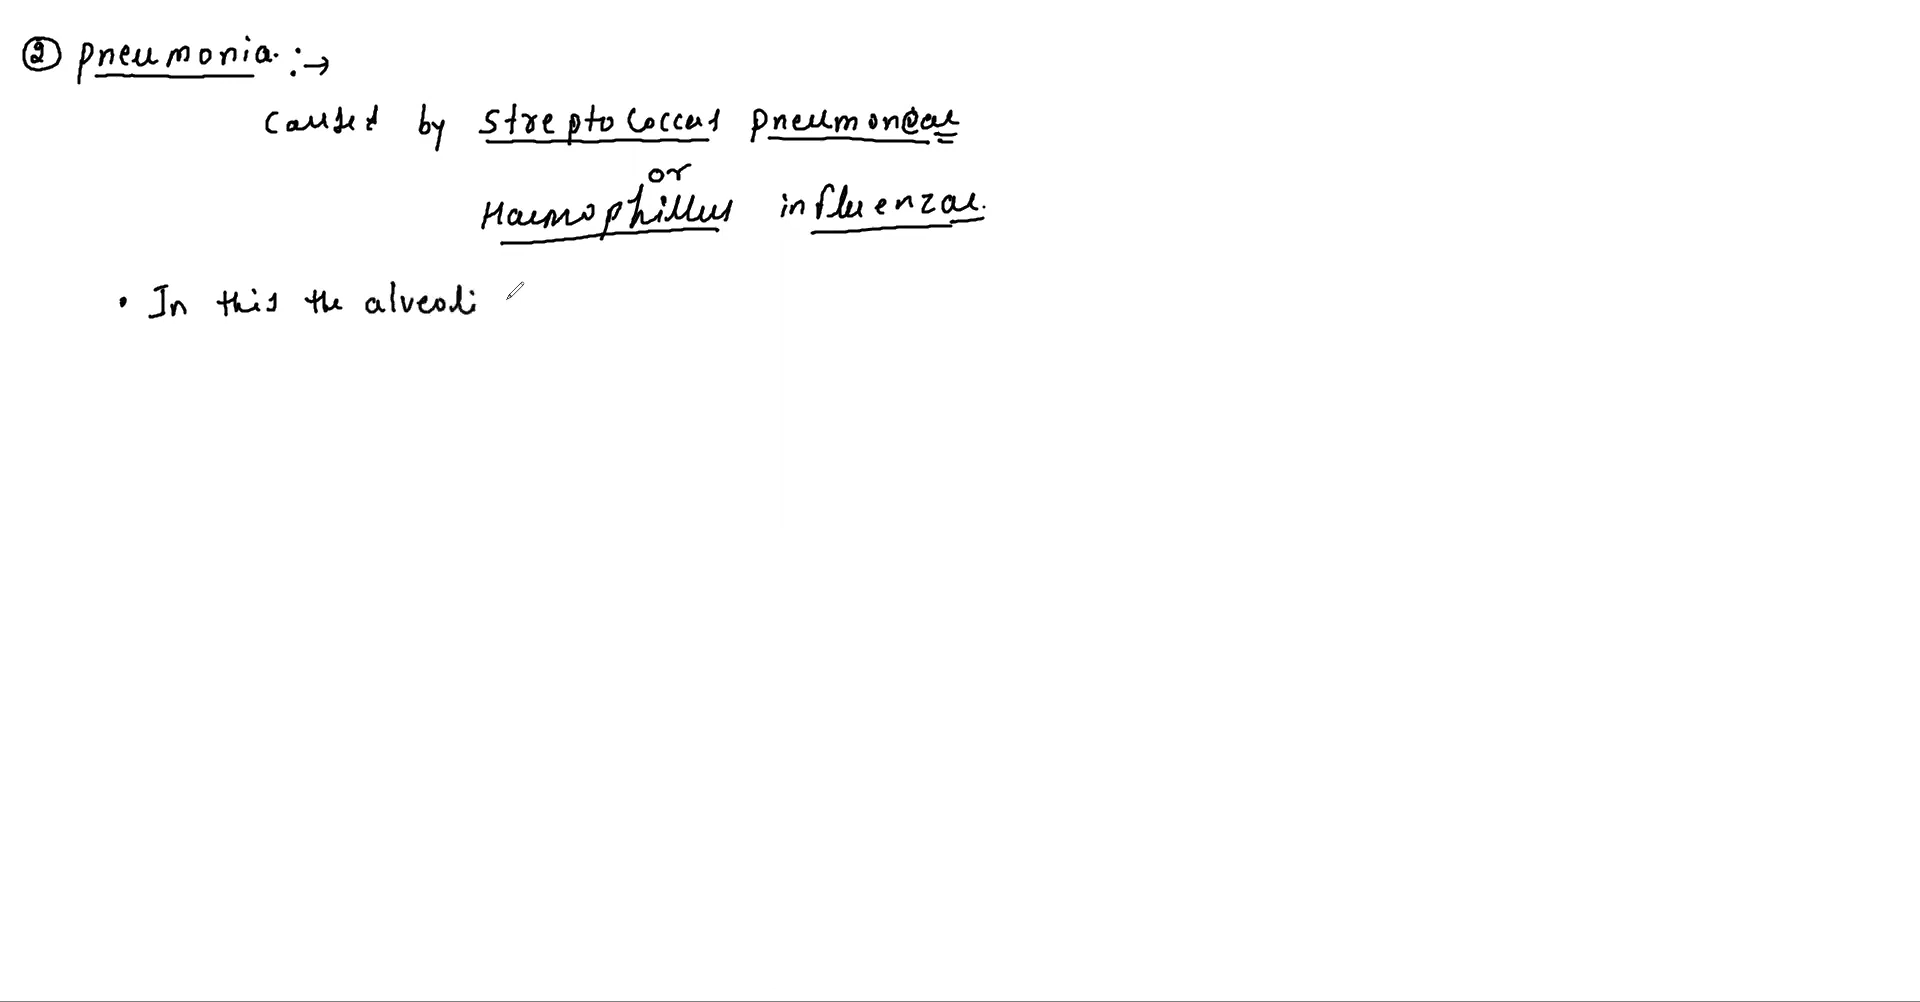 ② Pneumonia :→
Caused by Streptococcus Pneumoneae
or
Haemophillus influenzae.
• In this the alveoli